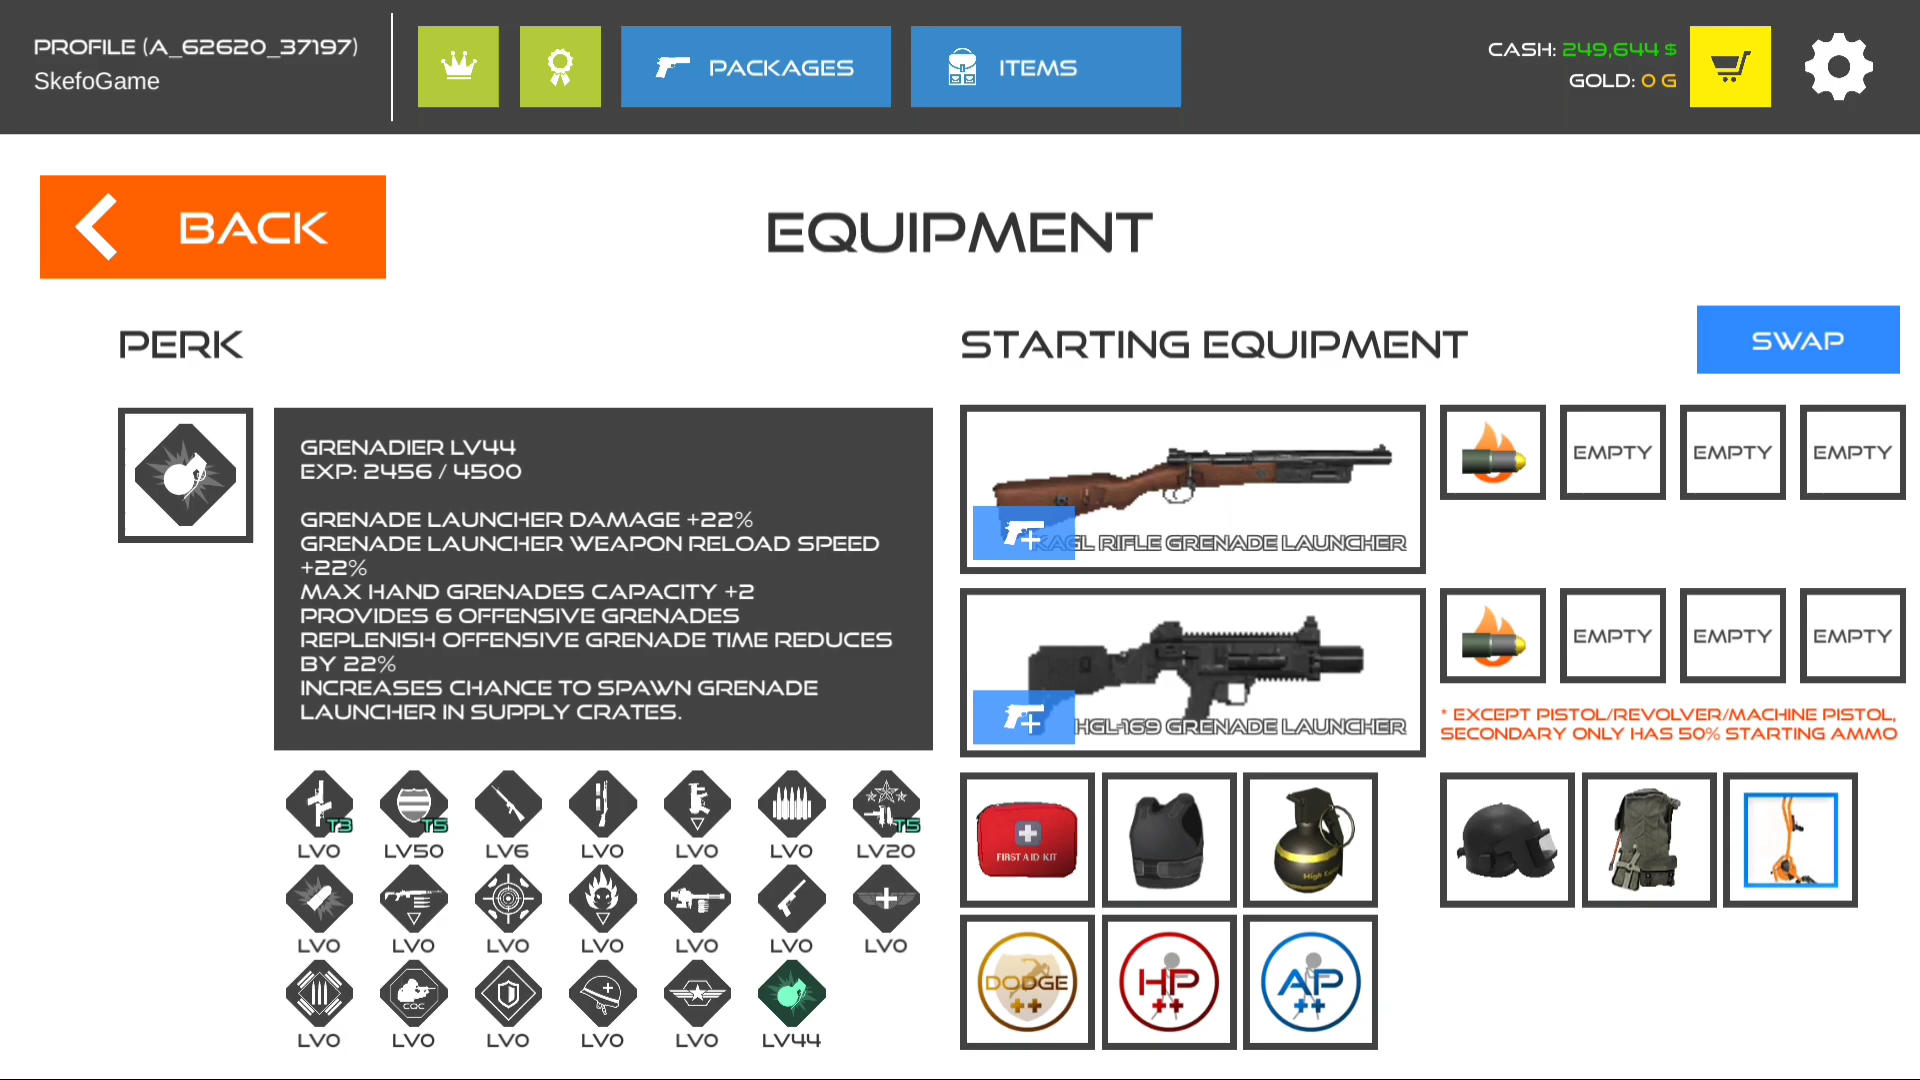 PROFILE (A_62620_37197)
SkefoGame
PACKAGES
ITEMS
CASH: 249,644 $
GOLD: 0 G
BACK
EQUIPMENT
PERK
STARTING EQUIPMENT
SWAP
GRENADIER LV44
EXP: 2456 / 4500
GRENADE LAUNCHER DAMAGE +22%
GRENADE LAUNCHER WEAPON RELOAD SPEED
+22%
MAX HAND GRENADES CAPACITY +2
PROVIDES 6 OFFENSIVE GRENADES
REPLENISH OFFENSIVE GRENADE TIME REDUCES
BY 22%
INCREASES CHANCE TO SPAWN GRENADE
LAUNCHER IN SUPPLY CRATES.
T3
T5
T5
LV0 LV50 LV6 LV0 LV0 LV0 LV20
LV0 LV0 LV0 LV0 LV0 LV0 LV0
CQC
LV0 LV0 LV0 LV0 LV0 LV44
KAGL RIFLE GRENADE LAUNCHER
EMPTY EMPTY EMPTY
HGL-169 GRENADE LAUNCHER
EMPTY EMPTY EMPTY
* EXCEPT PISTOL/REVOLVER/MACHINE PISTOL,
SECONDARY ONLY HAS 50% STARTING AMMO
FIRST AID KIT
DODGE
++
HP
++
AP
++